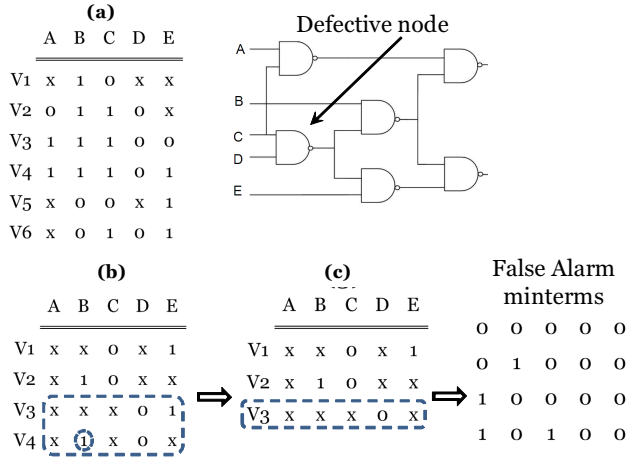 (a)
A B C D E
V1 x 1 0 x x
V2 0 1 1 0 x
V3 1 1 1 0 0
V4 1 1 1 0 1
V5 x 0 0 x 1
V6 x 0 1 0 1
Defective node
A
B
C
D
E
(b)
A B C D E
V1 x x 0 x 1
V2 x 1 0 x x
V3 x x x 0 1
V4 x 1 x 0 x
(c)
A B C D E
V1 x x 0 x 1
V2 x 1 0 x x
V3 x x x 0 x
False Alarm
minterms
0 0 0 0 0
0 1 0 0 0
1 0 0 0 0
1 0 1 0 0